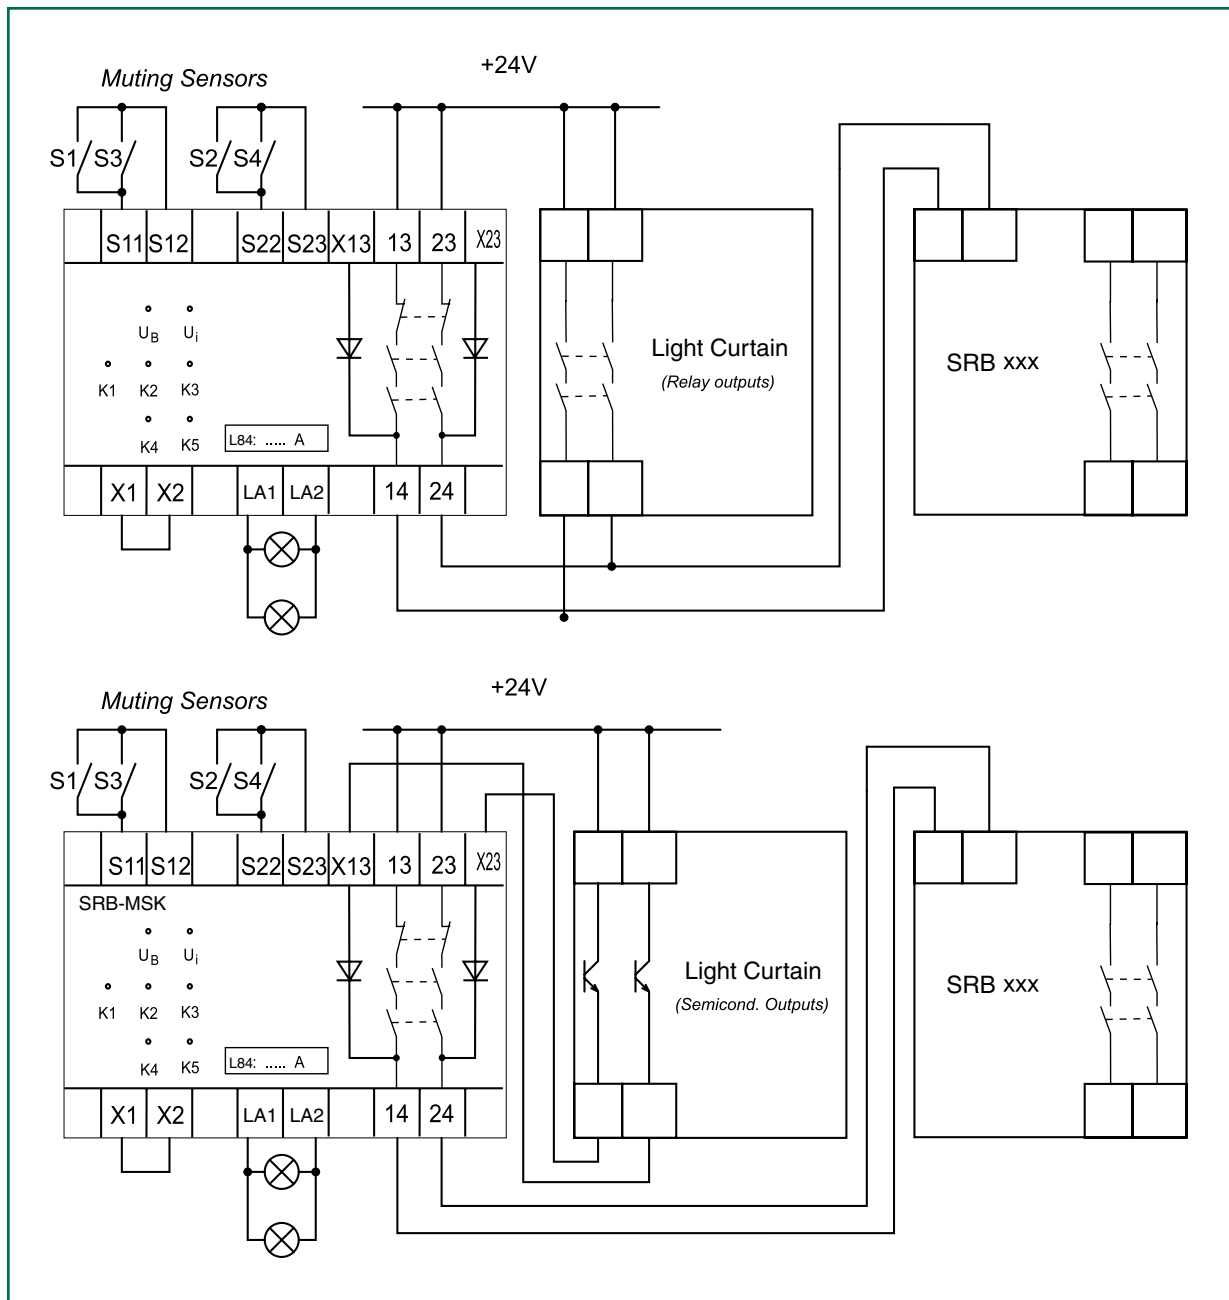 Muting Sensors
+24V
S1 S3 S2 S4
S11 S12 S22 S23 X13 13 23 X23
UB Ui
K1 K2 K3
K4 K5
L84: ..... A
X1 X2 LA1 LA2 14 24
Light Curtain
(Relay outputs)
SRB xxx
Muting Sensors
+24V
S1 S3 S2 S4
S11 S12 S22 S23 X13 13 23 X23
SRB-MSK
UB Ui
K1 K2 K3
K4 K5
L84: ..... A
X1 X2 LA1 LA2 14 24
Light Curtain
(Semicond. Outputs)
SRB xxx